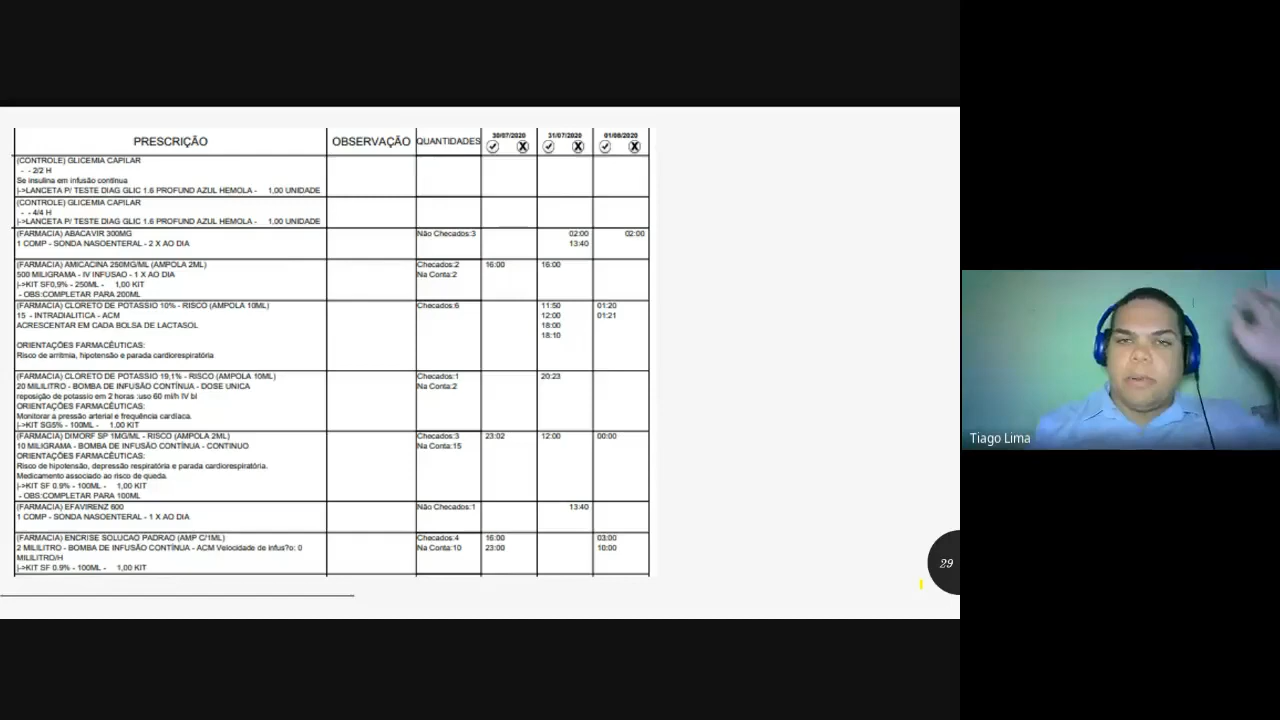 PRESCRIÇÃO OBSERVAÇÃO QUANTIDADES 30/07/2020 31/07/2020 01/08/2020
(CONTROLE) GLICEMIA CAPILAR
- - 2/2 H
Se insulina em infusão contínua
|->LANCETA P/ TESTE DIAG GLIC 1.6 PROFUND AZUL HEMOLA - 1,00 UNIDADE
(CONTROLE) GLICEMIA CAPILAR
- - 4/4 H
|->LANCETA P/ TESTE DIAG GLIC 1.6 PROFUND AZUL HEMOLA - 1,00 UNIDADE
(FARMACIA) ABACAVIR 300MG Não Checados:3 02:00 02:00
1 COMP - SONDA NASOENTERAL - 2 X AO DIA 13:40
(FARMACIA) AMICACINA 250MG/ML (AMPOLA 2ML) Checados:2 16:00 16:00
500 MILIGRAMA - IV INFUSAO - 1 X AO DIA Na Conta:2
|->KIT SF0,9% - 250ML - 1,00 KIT
- OBS:COMPLETAR PARA 200ML
(FARMACIA) CLORETO DE POTASSIO 10% - RISCO (AMPOLA 10ML) Checados:6 11:50 01:20
15 - INTRADIALITICA - ACM 12:00 01:21
ACRESCENTAR EM CADA BOLSA DE LACTASOL 18:00
18:10
ORIENTAÇÕES FARMACÊUTICAS:
Risco de arritmia, hipotensão e parada cardiorrespiratória
(FARMACIA) CLORETO DE POTASSIO 19,1% - RISCO (AMPOLA 10ML) Checados:1 20:23
20 MILILITRO - BOMBA DE INFUSÃO CONTÍNUA - DOSE UNICA Na Conta:2
reposição de potassio em 2 horas :uso 60 ml/h IV bi
ORIENTAÇÕES FARMACÊUTICAS:
Monitorar a pressão arterial e frequência cardíaca.
|->KIT SG5% - 100ML - 1,00 KIT
(FARMACIA) DIMORF SP 1MG/ML - RISCO (AMPOLA 2ML) Checados:3 23:02 12:00 00:00
10 MILIGRAMA - BOMBA DE INFUSÃO CONTÍNUA - CONTINUO Na Conta:15
ORIENTAÇÕES FARMACÊUTICAS:
Risco de hipotensão, depressão respiratória e parada cardiorrespiratória.
Medicamento associado ao risco de queda.
|->KIT SF 0.9% - 100ML - 1,00 KIT
- OBS:COMPLETAR PARA 100ML
(FARMACIA) EFAVIRENZ 600 Não Checados:1 13:40
1 COMP - SONDA NASOENTERAL - 1 X AO DIA
(FARMACIA) ENCRISE SOLUCAO PADRAO (AMP C/1ML) Checados:4 16:00 03:00
2 MILILITRO - BOMBA DE INFUSÃO CONTÍNUA - ACM Velocidade de infus?o: 0 Na Conta:10 23:00 10:00
MILILITRO/H
|->KIT SF 0.9% - 100ML - 1,00 KIT
29
Tiago Lima